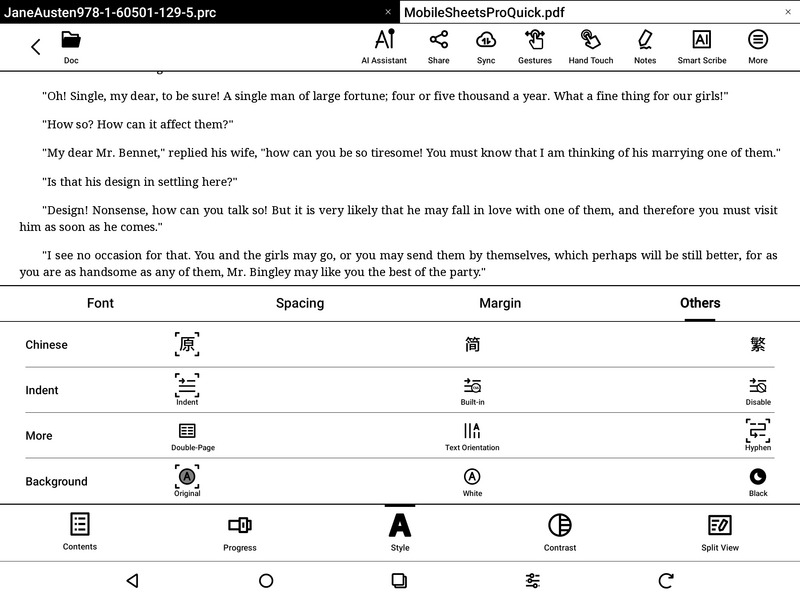 JaneAusten978-1-60501-129-5.prc
MobileSheetsProQuick.pdf
Doc
AI Assistant
Share
Sync
Gestures
Hand Touch
Notes
Smart Scribe
More
"Oh! Single, my dear, to be sure! A single man of large fortune; four or five thousand a year. What a fine thing for our girls!"
"How so? How can it affect them?"
"My dear Mr. Bennet," replied his wife, "how can you be so tiresome! You must know that I am thinking of his marrying one of them."
"Is that his design in settling here?"
"Design! Nonsense, how can you talk so! But it is very likely that he may fall in love with one of them, and therefore you must visit
him as soon as he comes."
"I see no occasion for that. You and the girls may go, or you may send them by themselves, which perhaps will be still better, for as
you are as handsome as any of them, Mr. Bingley may like you the best of the party."
Font
Spacing
Margin
Others
Chinese
原
简
繁
Indent
Indent
Built-in
Disable
More
Double-Page
Text Orientation
Hyphen
Background
Original
White
Black
Contents
Progress
Style
Contrast
Split View